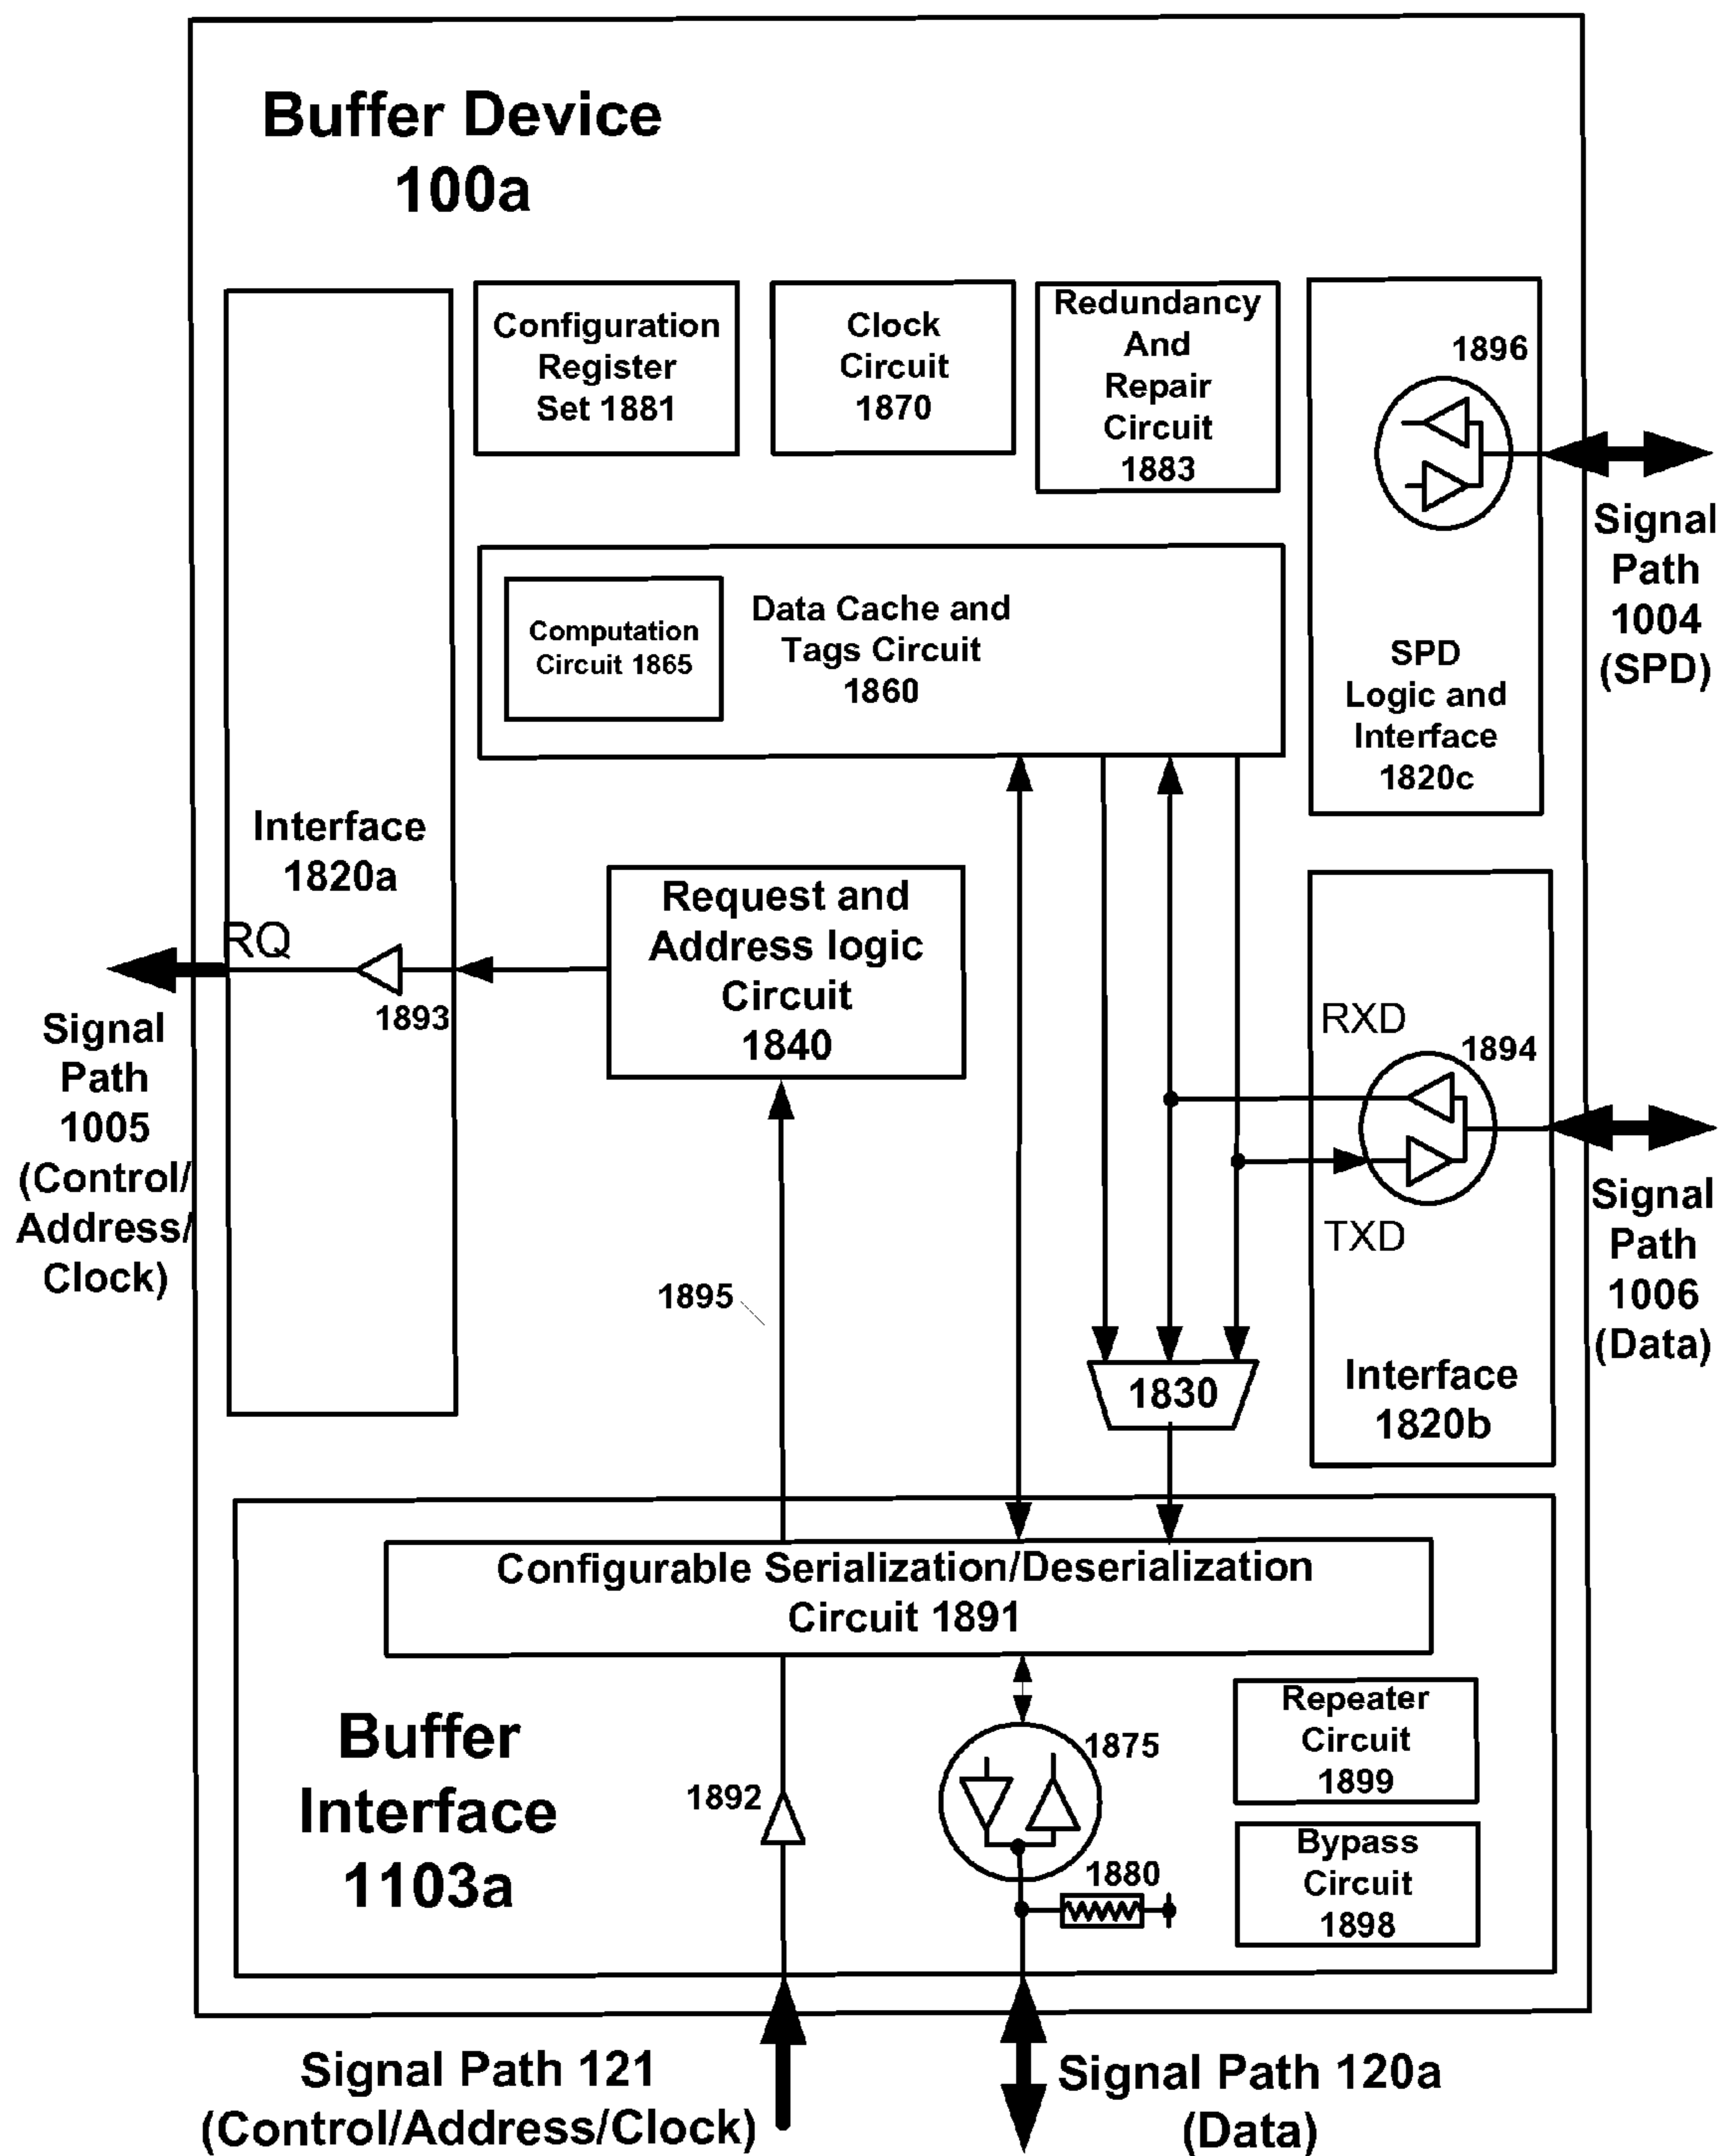 Buffer Device
100a
Configuration
Register
Set 1881
Clock
Circuit
1870
Redundancy
And
Repair
Circuit
1883
1896
SPD
Logic and
Interface
1820c
Signal
Path
1004
(SPD)
Computation
Circuit 1865
Data Cache and
Tags Circuit
1860
Interface
1820a
RQ
1893
Signal
Path
1005
(Control/
Address/
Clock)
Request and
Address logic
Circuit
1840
RXD
1894
TXD
Interface
1820b
Signal
Path
1006
(Data)
1895
1830
Configurable Serialization/Deserialization
Circuit 1891
Buffer
Interface
1103a
1892
1875
1880
Repeater
Circuit
1899
Bypass
Circuit
1898
Signal Path 121
(Control/Address/Clock)
Signal Path 120a
(Data)